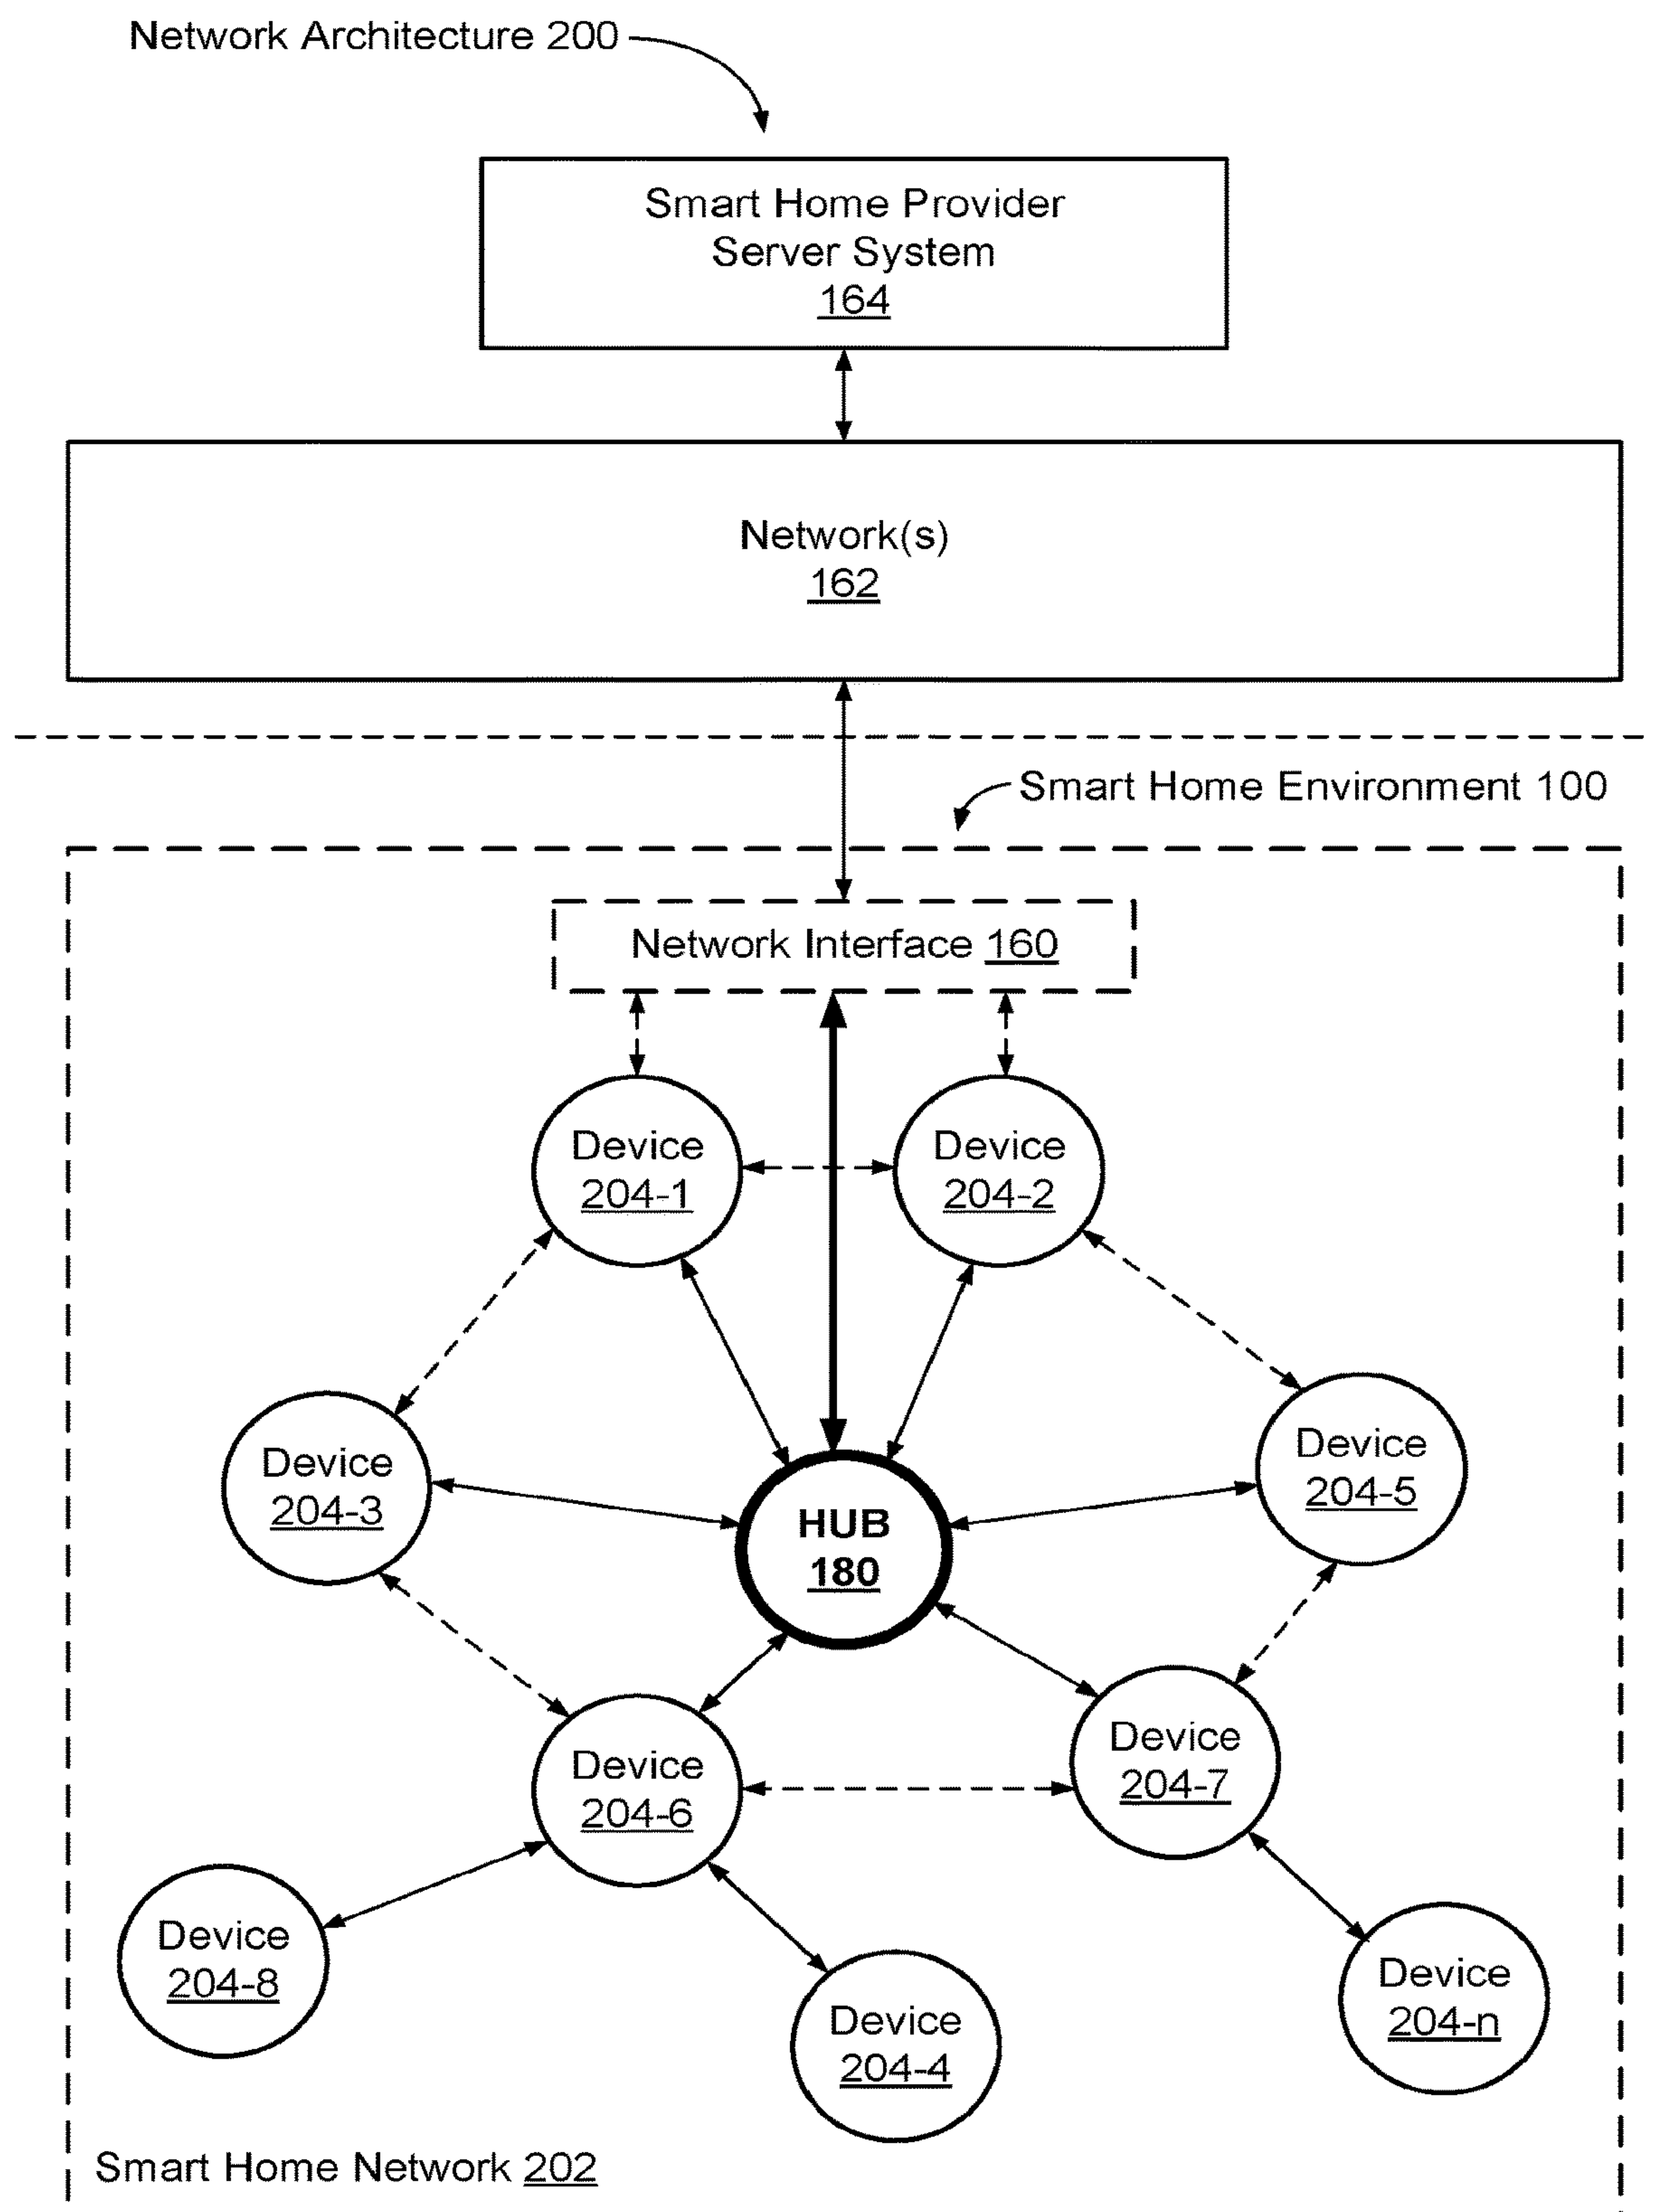 Network Architecture 200
Smart Home Provider
Server System
164
Network(s)
162
Smart Home Environment 100
Network Interface 160
Device
204-1
Device
204-2
Device
204-3
HUB
180
Device
204-5
Device
204-6
Device
204-7
Device
204-8
Device
204-4
Device
204-n
Smart Home Network 202